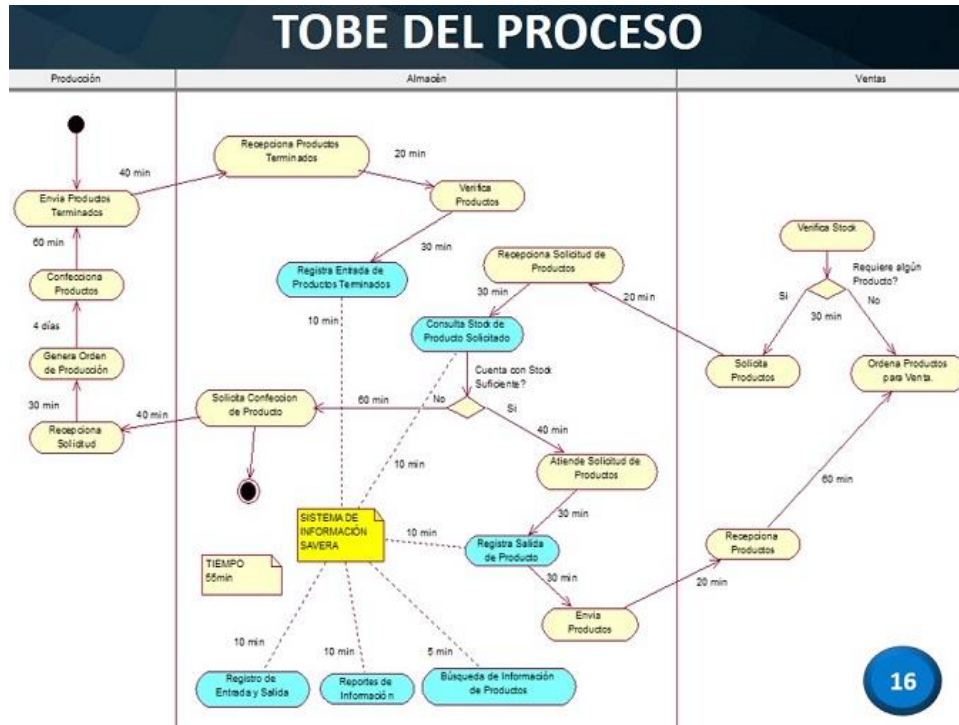 TOBE DEL PROCESO
Producción
Almacén
Ventas
Recepciona Productos
Terminados
20 min
40 min
Verifica
Productos
Envia Productos
Terminados
Verifica Stock
60 min
30 min
Recepciona Solicitud de
Productos
Requiere algún
Producto?
Registra Entrada de
Productos Terminados
Confecciona
Productos
30 min
20 min
Si
No
30 min
10 min
Consulta Stock de
Producto Solicitado
4 días
Genera Orden
de Producción
Solicita
Productos
Ordena Productos
para Venta.
Cuenta con Stock
Suficiente?
Solicita Confeccion
de Producto
60 min
No
Si
30 min
40 min
40 min
Recepciona
Solicitud
10 min
Atiende Solicitud de
Productos
60 min
30 min
SISTEMA DE
INFORMACIÓN
SAVERA
10 min
Registra Salida
de Producto
Recepciona
Productos
TIEMPO
55min
30 min
20 min
Envia
Productos
10 min
10 min
5 min
Registro de
Entrada y Salida
Reportes de
Información
Búsqueda de Información
de Productos
16